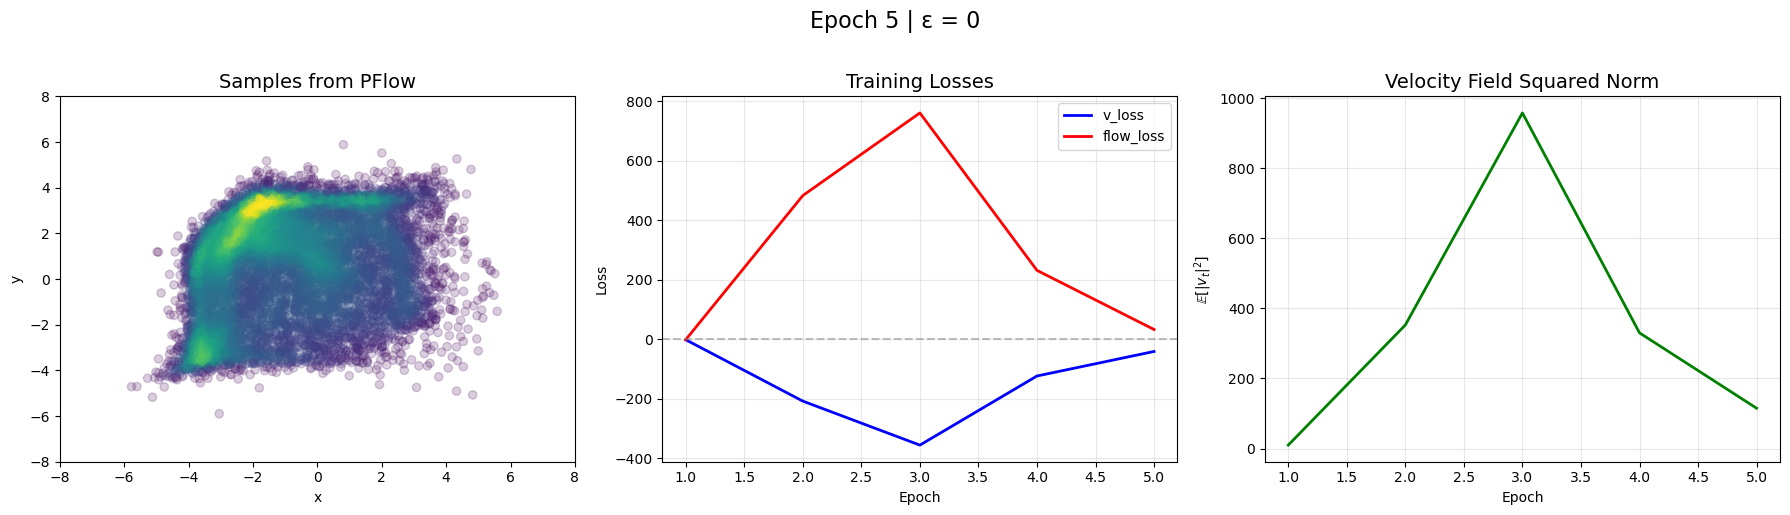 Epoch 5 | ε = 0
Samples from PFlow
8
6
4
2
0
−2
−4
−6
−8
y
−8 −6 −4 −2 0 2 4 6 8
x
Training Losses
v_loss
flow_loss
800
600
400
200
0
−200
−400
Loss
1.0 1.5 2.0 2.5 3.0 3.5 4.0 4.5 5.0
Epoch
Velocity Field Squared Norm
1000
800
600
400
200
0
𝔼[|v_t|²]
1.0 1.5 2.0 2.5 3.0 3.5 4.0 4.5 5.0
Epoch